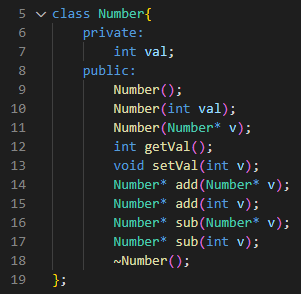 5 class Number{
6 private:
7 int val;
8 public:
9 Number();
10 Number(int val);
11 Number(Number* v);
12 int getVal();
13 void setVal(int v);
14 Number* add(Number* v);
15 Number* add(int v);
16 Number* sub(Number* v);
17 Number* sub(int v);
18 ~Number();
19 };